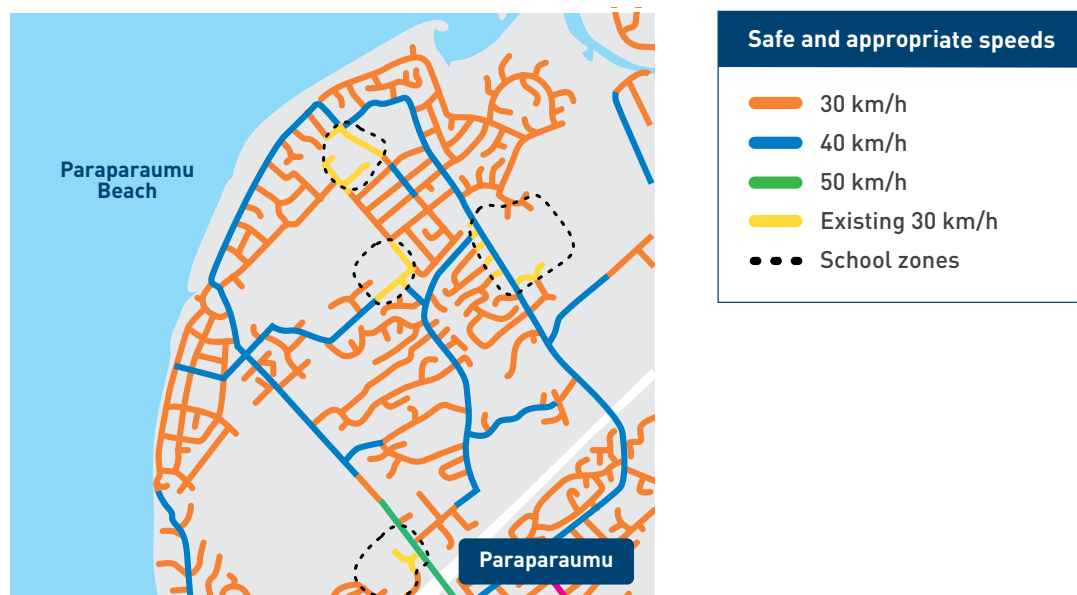 Paraparaumu
Beach
Paraparaumu
Safe and appropriate speeds
30 km/h
40 km/h
50 km/h
Existing 30 km/h
School zones